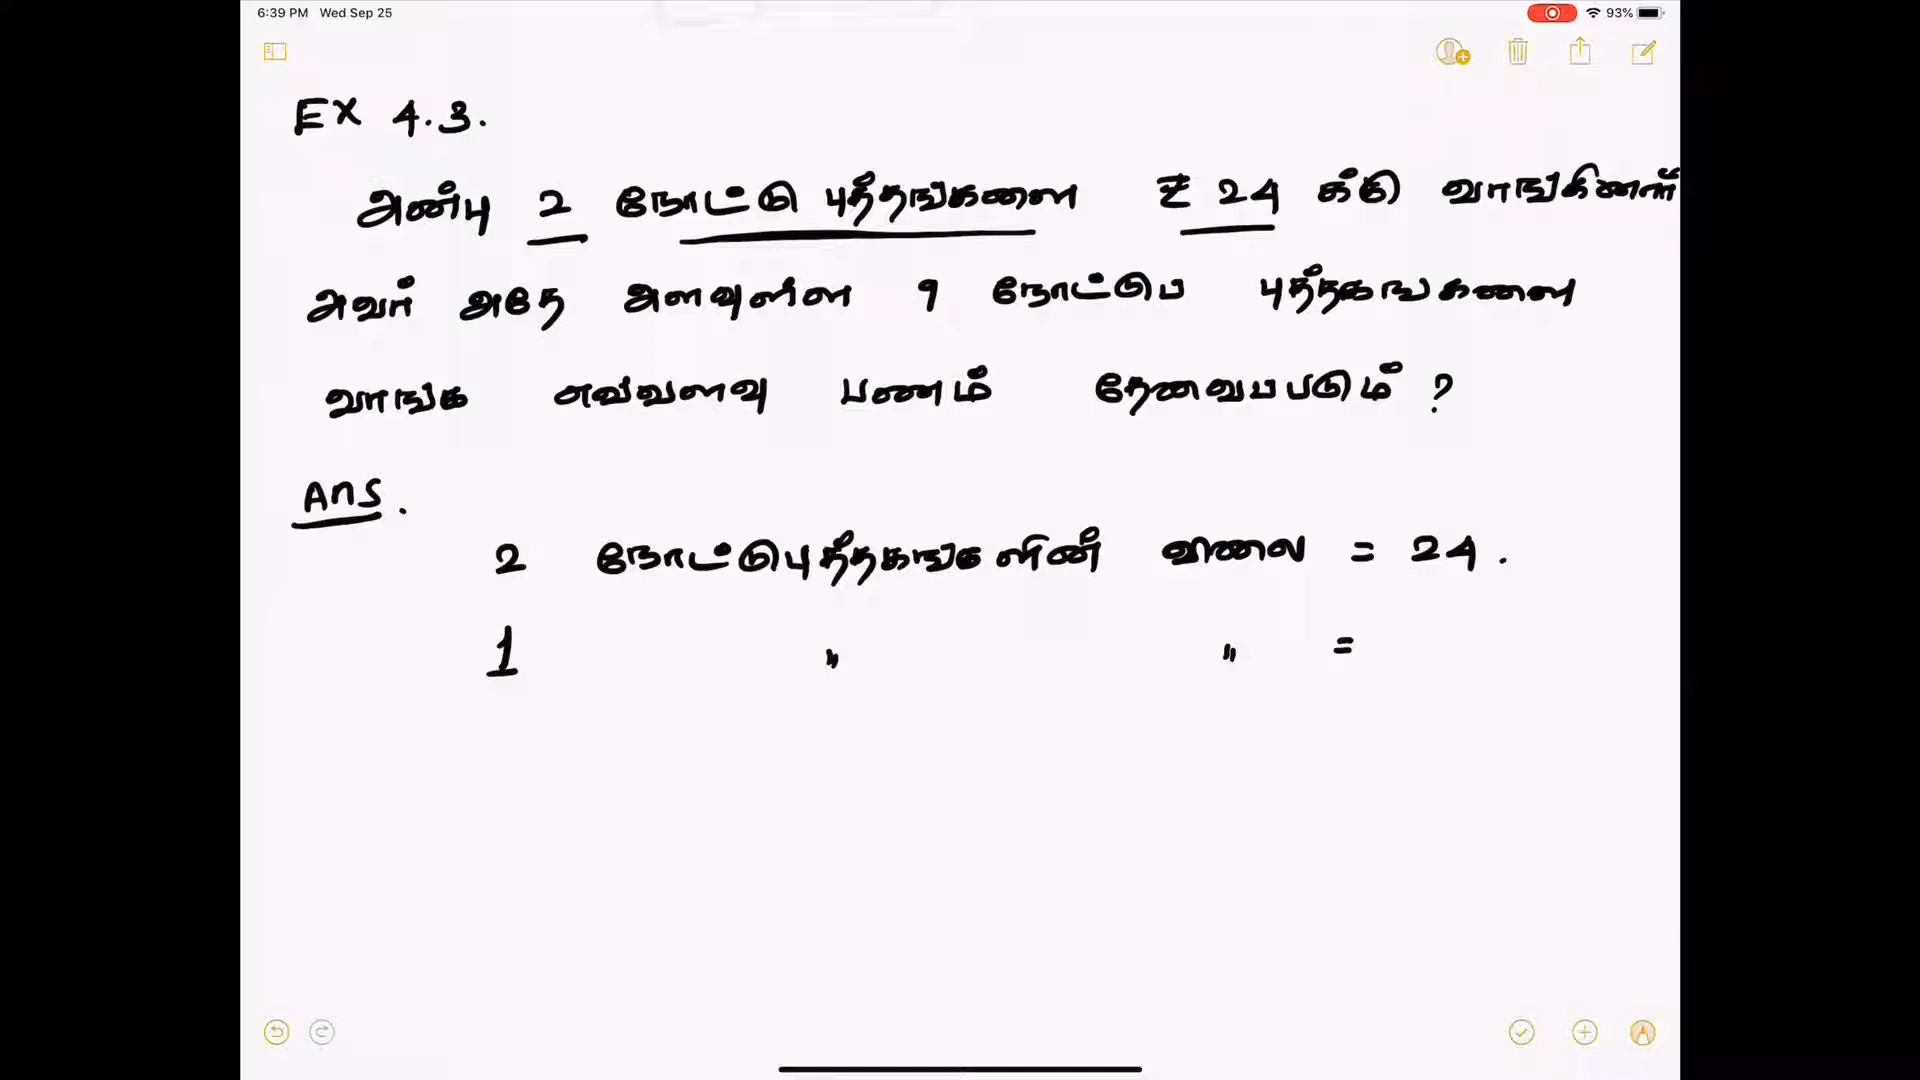 6:39 PM Wed Sep 25 93%
EX 4.3.
அன்பு 2 நோட்டு புத்தங்களை ₹ 24 க்கு வாங்கினார்
அவர் அதே அளவுள்ள 9 நோட்டுப் புத்தகங்களை
வாங்க எவ்வளவு பணம் தேவைப்படும் ?
Ans.
2 நோட்டுபுத்தகங்களின் விலை = 24 .
1 " " =